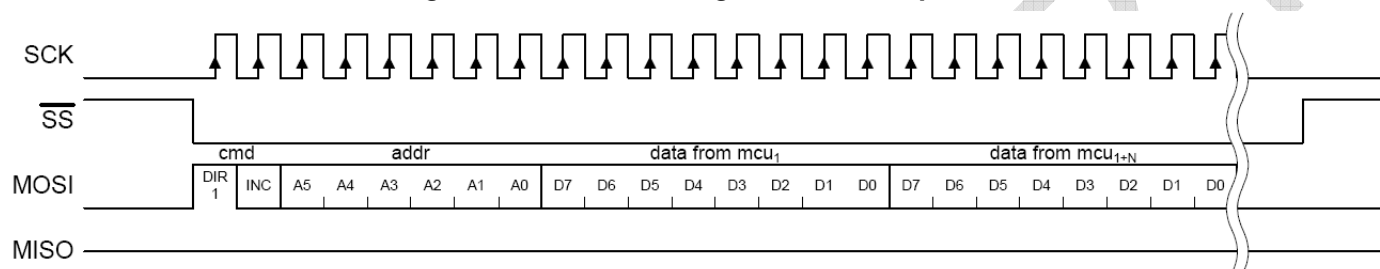 SCK
SS
cmd addr data from mcu1 data from mcu1+N
MOSI DIR 1 INC A5 A4 A3 A2 A1 A0 D7 D6 D5 D4 D3 D2 D1 D0 D7 D6 D5 D4 D3 D2 D1 D0
MISO